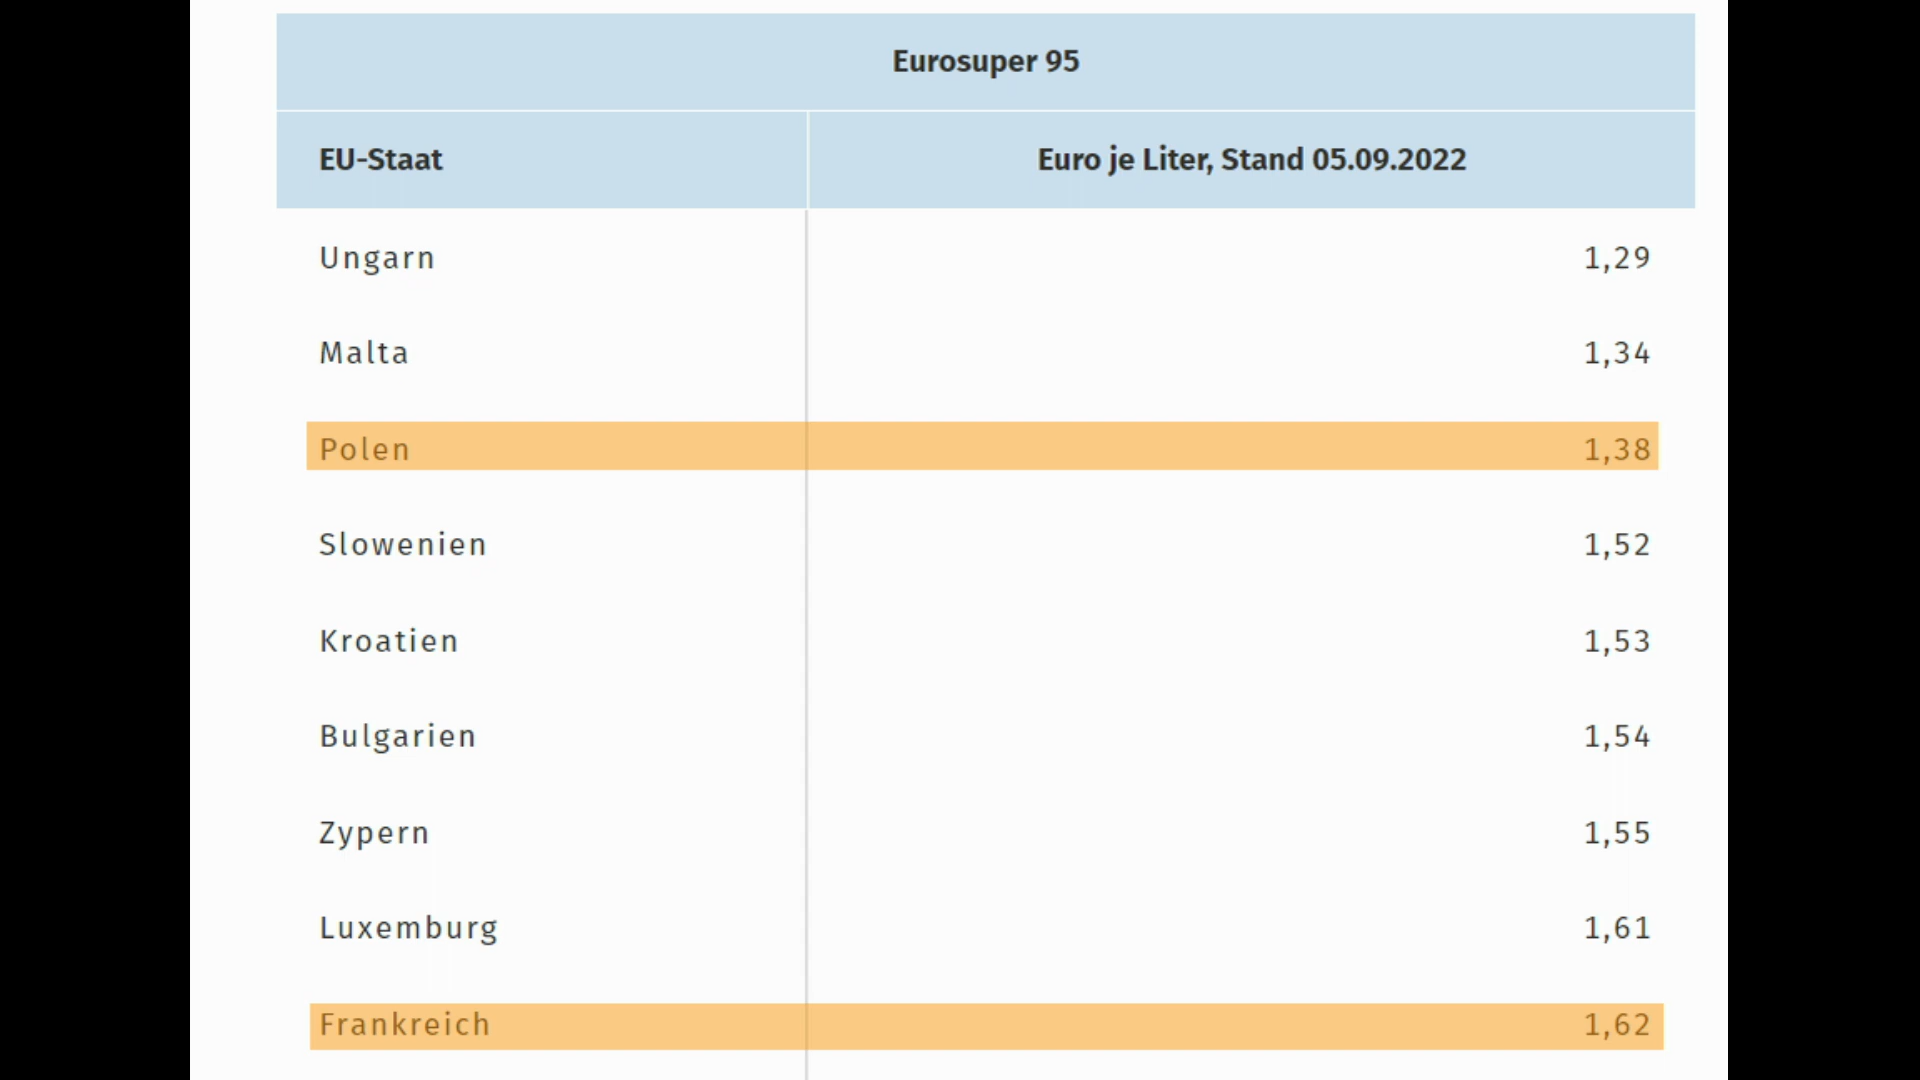 Eurosuper 95
EU-Staat Euro je Liter, Stand 05.09.2022
Ungarn 1,29
Malta 1,34
Polen 1,38
Slowenien 1,52
Kroatien 1,53
Bulgarien 1,54
Zypern 1,55
Luxemburg 1,61
Frankreich 1,62